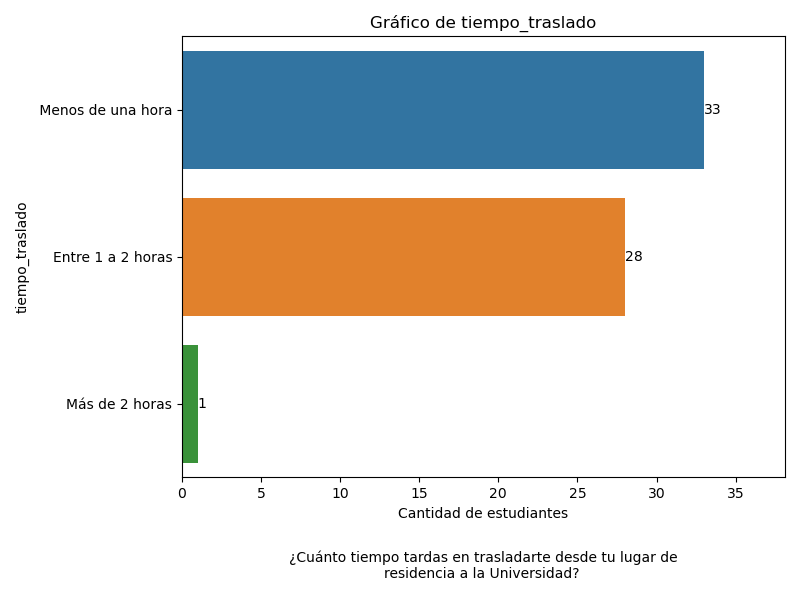 Gráfico de tiempo_traslado
Menos de una hora
33
Entre 1 a 2 horas
28
Más de 2 horas
1
tiempo_traslado
0 5 10 15 20 25 30 35
Cantidad de estudiantes
¿Cuánto tiempo tardas en trasladarte desde tu lugar de
residencia a la Universidad?